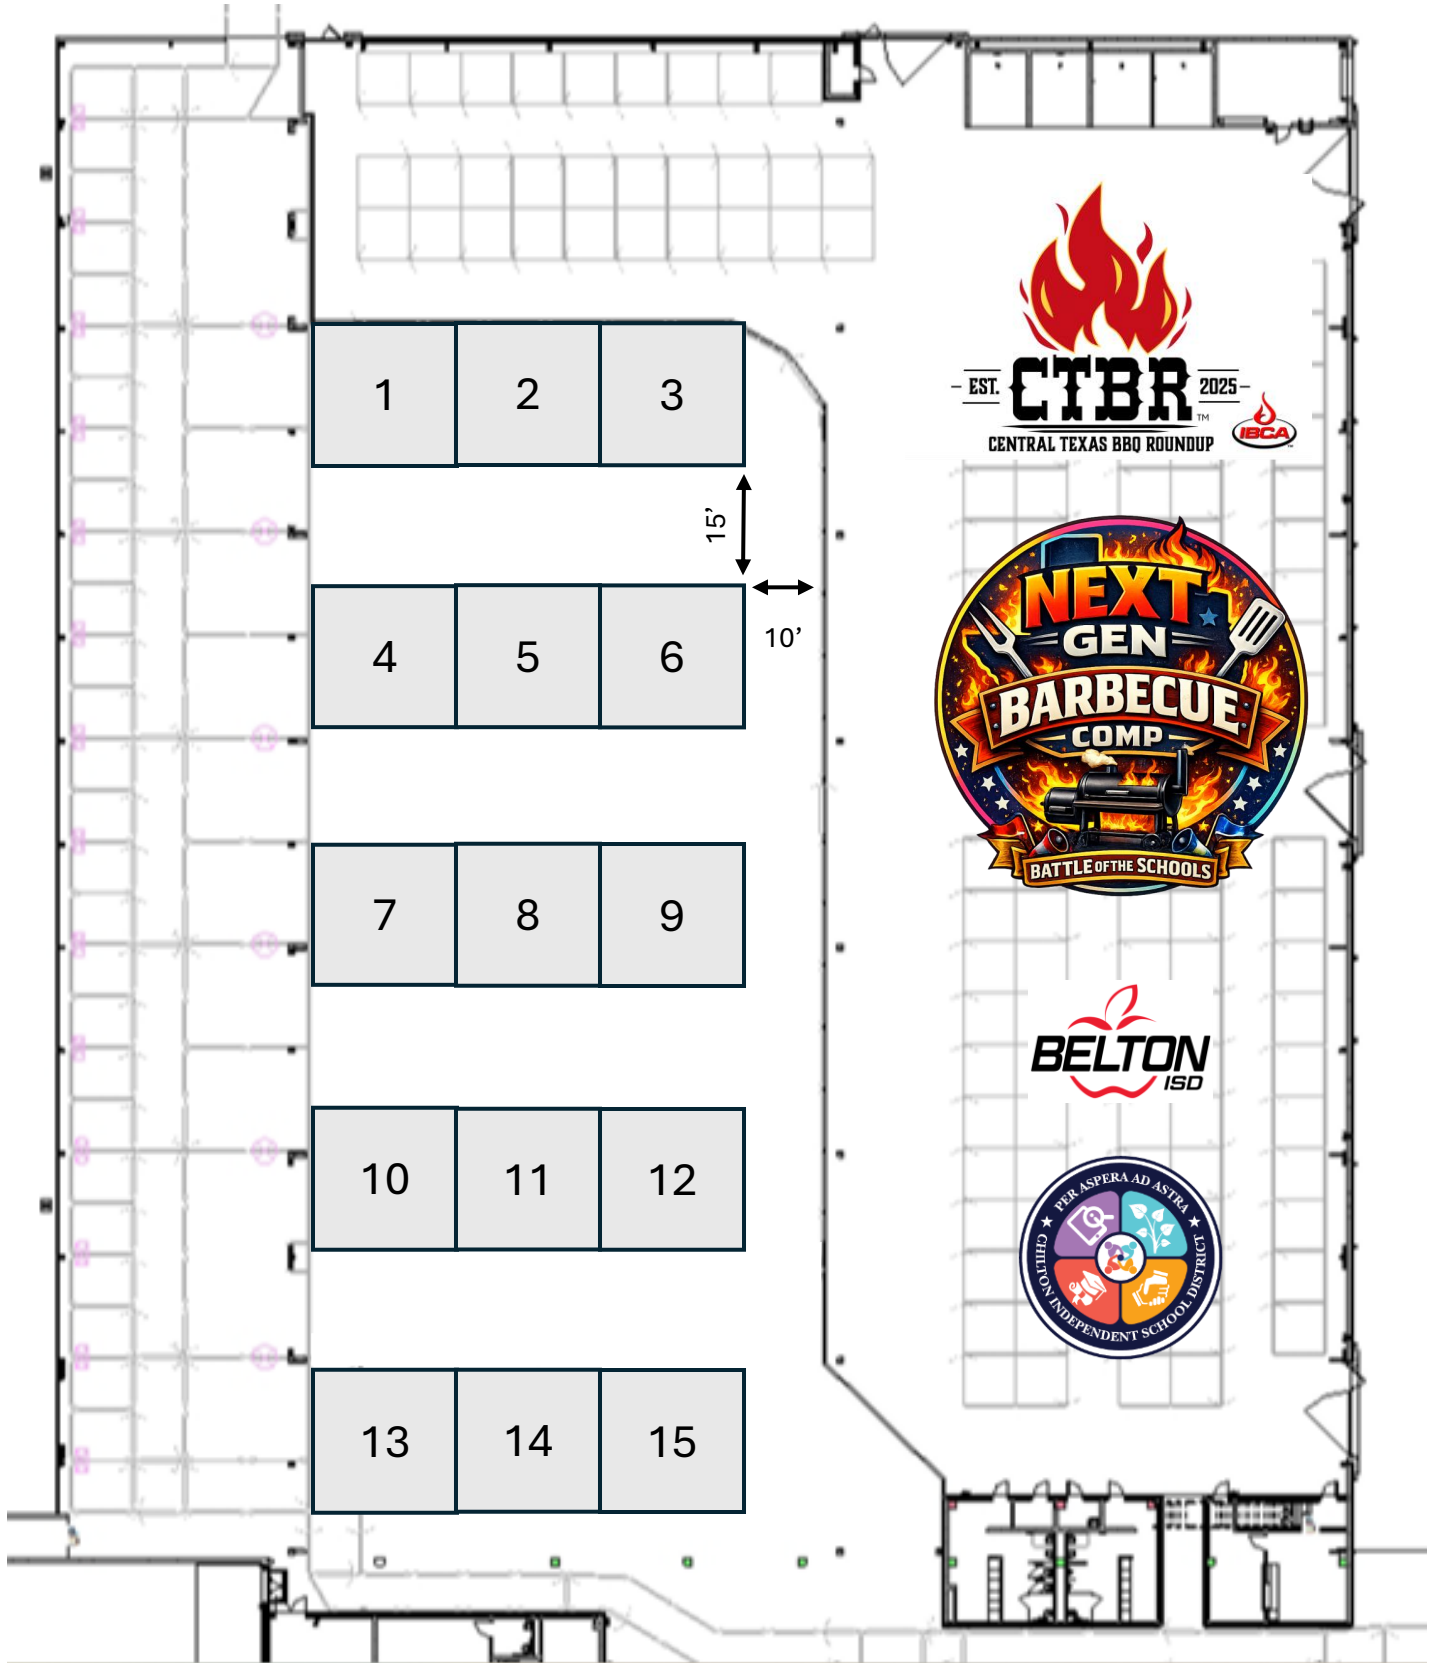 EST.
CTBR™
2025
IBCA
CENTRAL TEXAS BBQ ROUNDUP
1
2
3
15'
10'
4
5
6
NEXT
GEN
BARBECUE
COMP
BATTLE OF THE SCHOOLS
7
8
9
BELTON
ISD
10
11
12
PER ASPERA AD ASTRA
CHILTON INDEPENDENT SCHOOL DISTRICT
13
14
15